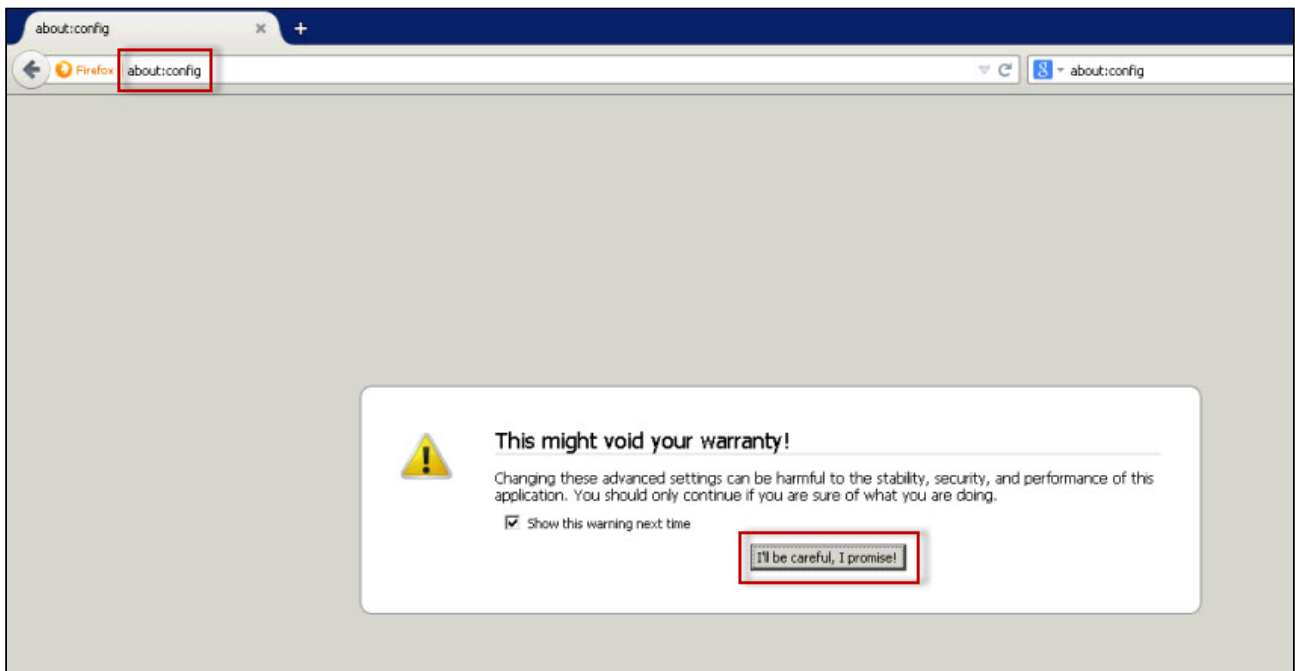 about:config
Firefox about:config
8 about:config
This might void your warranty!
Changing these advanced settings can be harmful to the stability, security, and performance of this
application. You should only continue if you are sure of what you are doing.
Show this warning next time
I'll be careful, I promise!